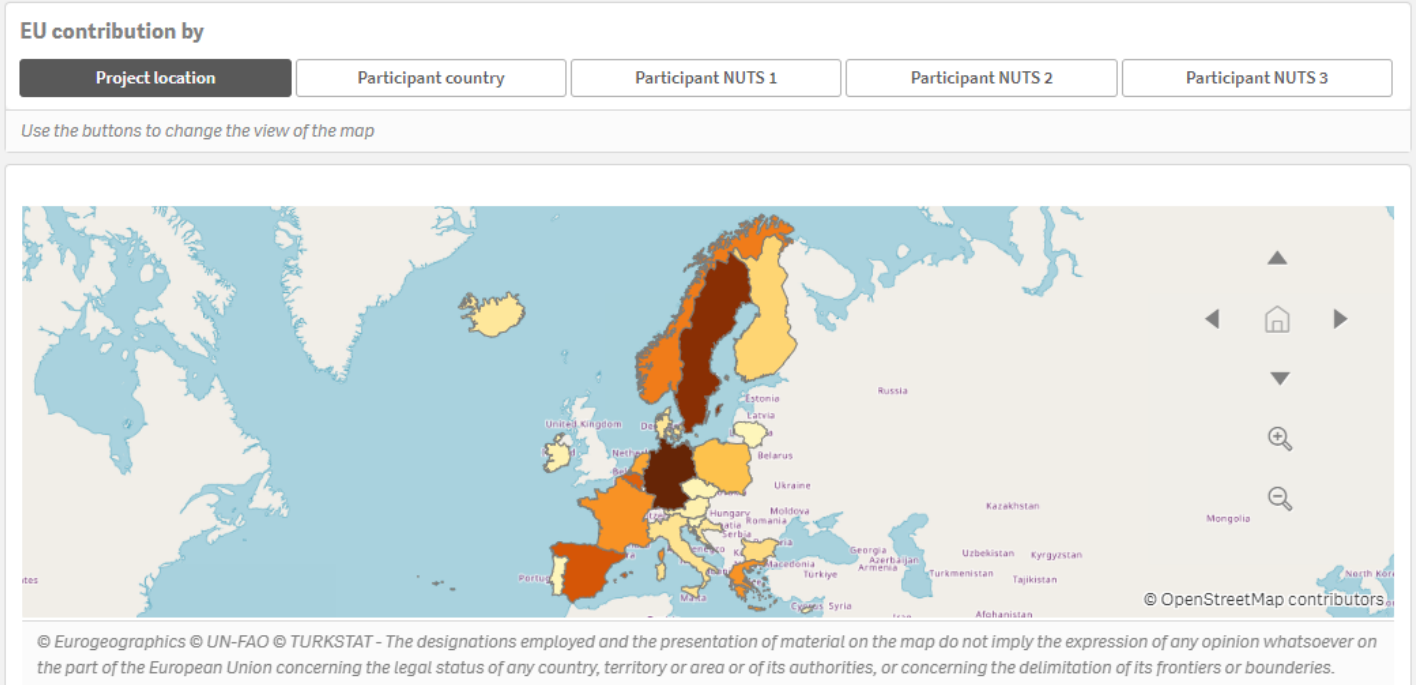 EU contribution by
Project location
Participant country
Participant NUTS 1
Participant NUTS 2
Participant NUTS 3
Use the buttons to change the view of the map
Russia
Estonia
Latvia
United Kingdom
Belarus
Ukraine
Kazakhstan
Moldova
Hungary
Mongolia
Romania
Serbia
Georgia
Uzbekistan
Kyrgyzstan
Azerbaijan
Armenia
Macedonia
Türkiye
Turkmenistan
Tajikistan
Malta
Cyprus
Syria
Afghanistan
© OpenStreetMap contributors
© Eurogeographics © UN-FAO © TURKSTAT - The designations employed and the presentation of material on the map do not imply the expression of any opinion whatsoever on
the part of the European Union concerning the legal status of any country, territory or area or of its authorities, or concerning the delimitation of its frontiers or bounderies.